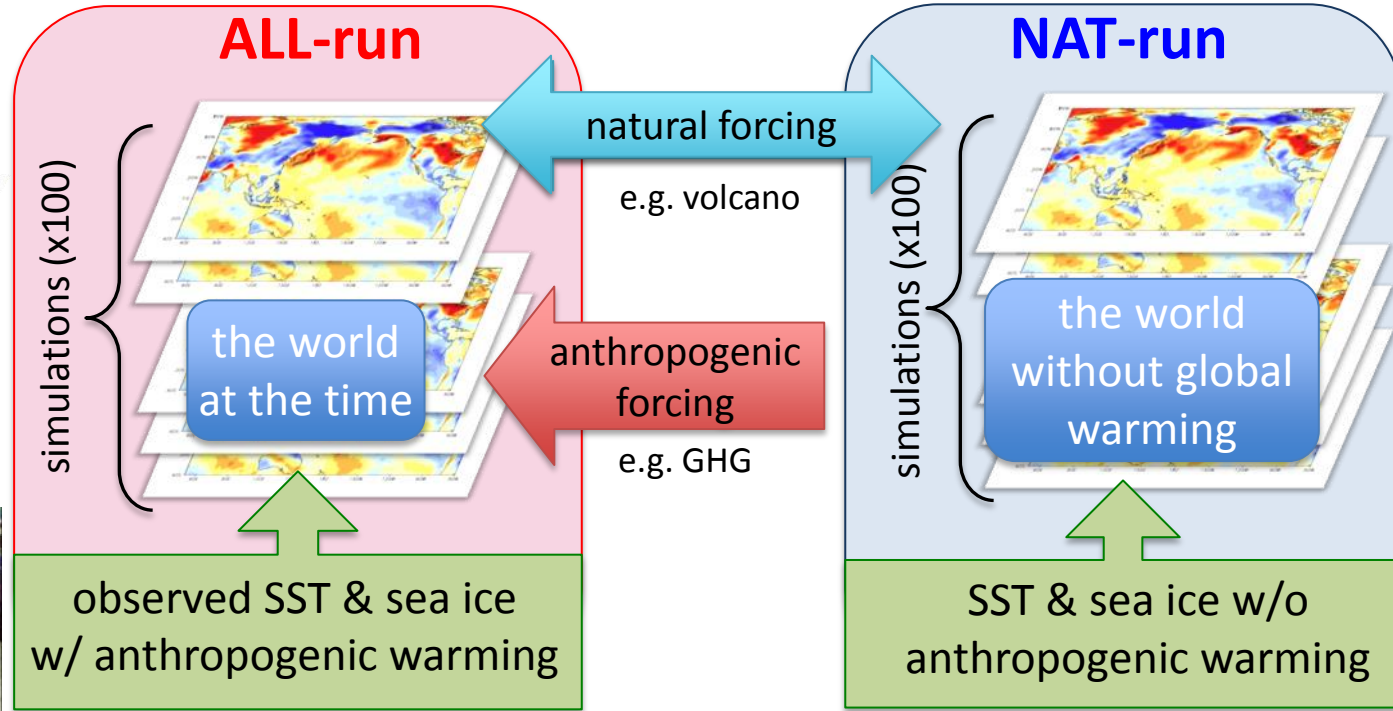 ALL-run
NAT-run
natural forcing
e.g. volcano
simulations (x100)
simulations (x100)
the world
at the time
anthropogenic
forcing
e.g. GHG
the world
without global
warming
observed SST & sea ice
w/ anthropogenic warming
SST & sea ice w/o
anthropogenic warming